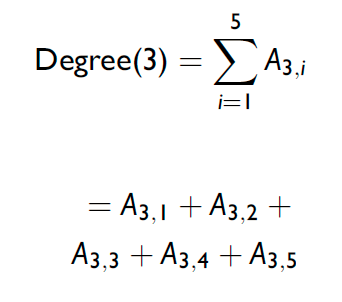 Degree(3) = ∑_{i=1}^{5} A_{3,i}
= A_{3,1} + A_{3,2} +
A_{3,3} + A_{3,4} + A_{3,5}